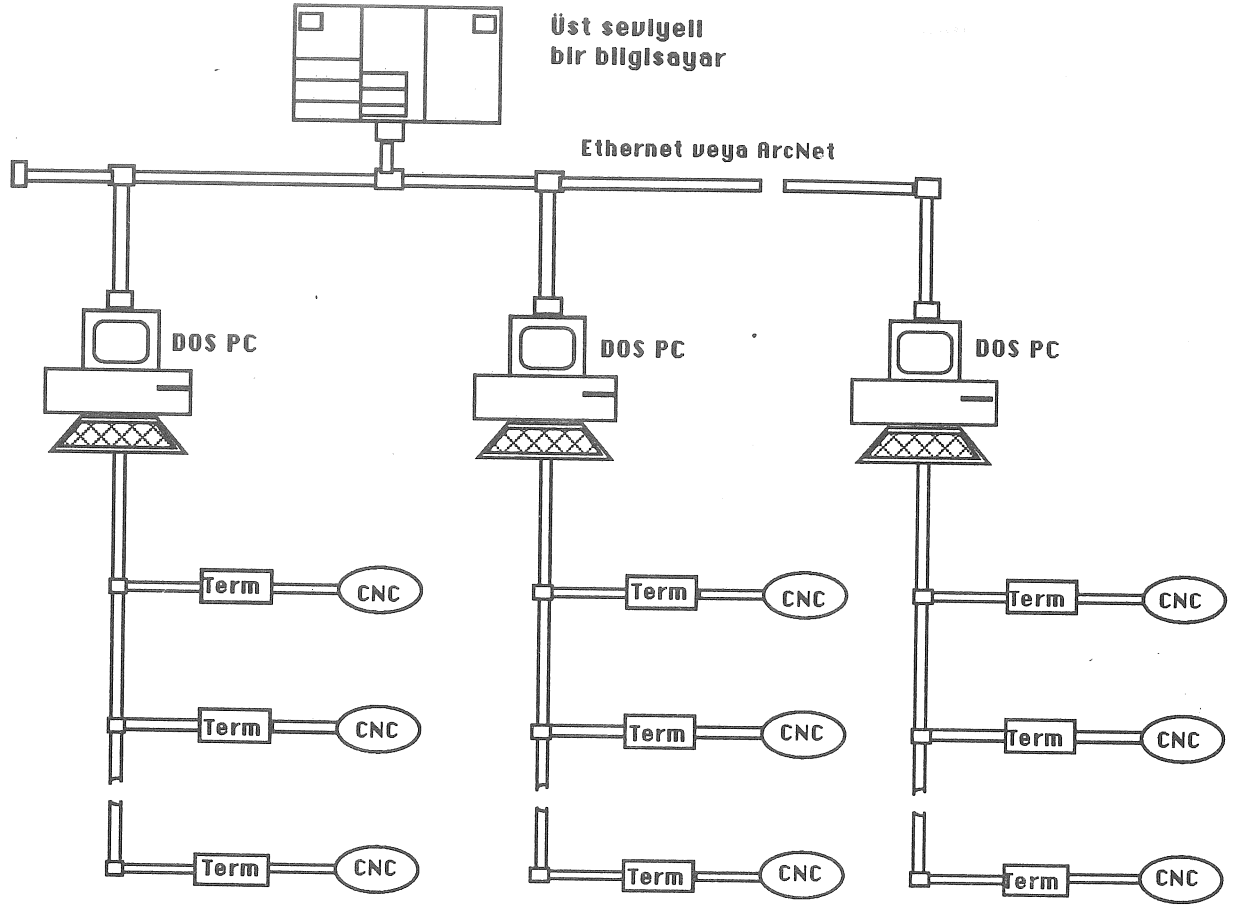 Üst seviyeli
bir bilgisayar
Ethernet veya ArcNet
DOS PC
DOS PC
DOS PC
Term
CNC
Term
CNC
Term
CNC
Term
CNC
Term
CNC
Term
CNC
Term
CNC
Term
CNC
Term
CNC